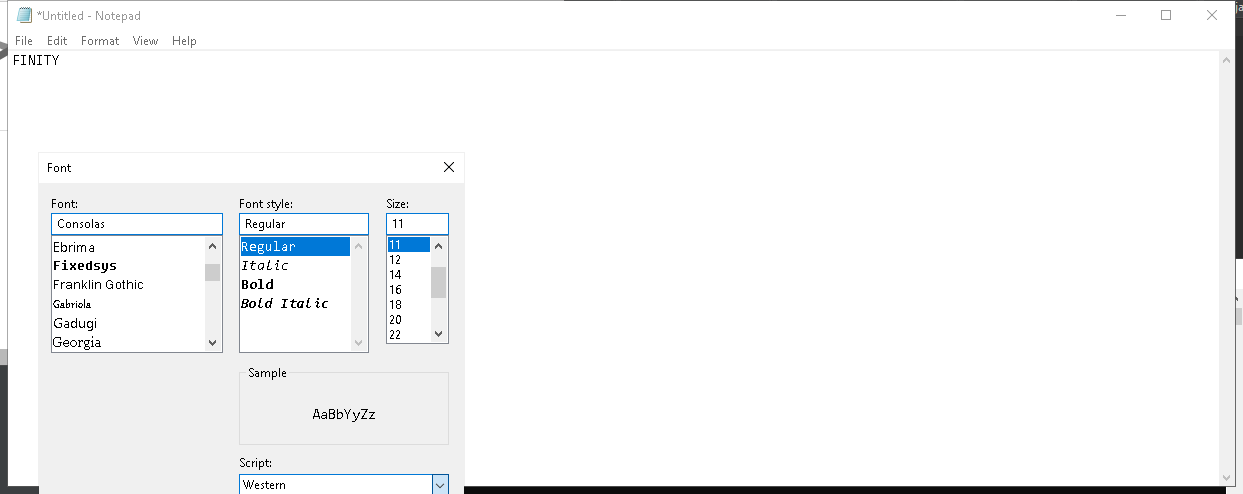 *Untitled - Notepad
File Edit Format View Help
FINITY
Font
Font: Font style: Size:
Consolas Regular 11
Ebrima Regular 11
Fixedsys Italic 12
Franklin Gothic Bold 14
Gabriola Bold Italic 16
Gadugi 18
Georgia 20
22
Sample
AaBbYyZz
Script:
Western